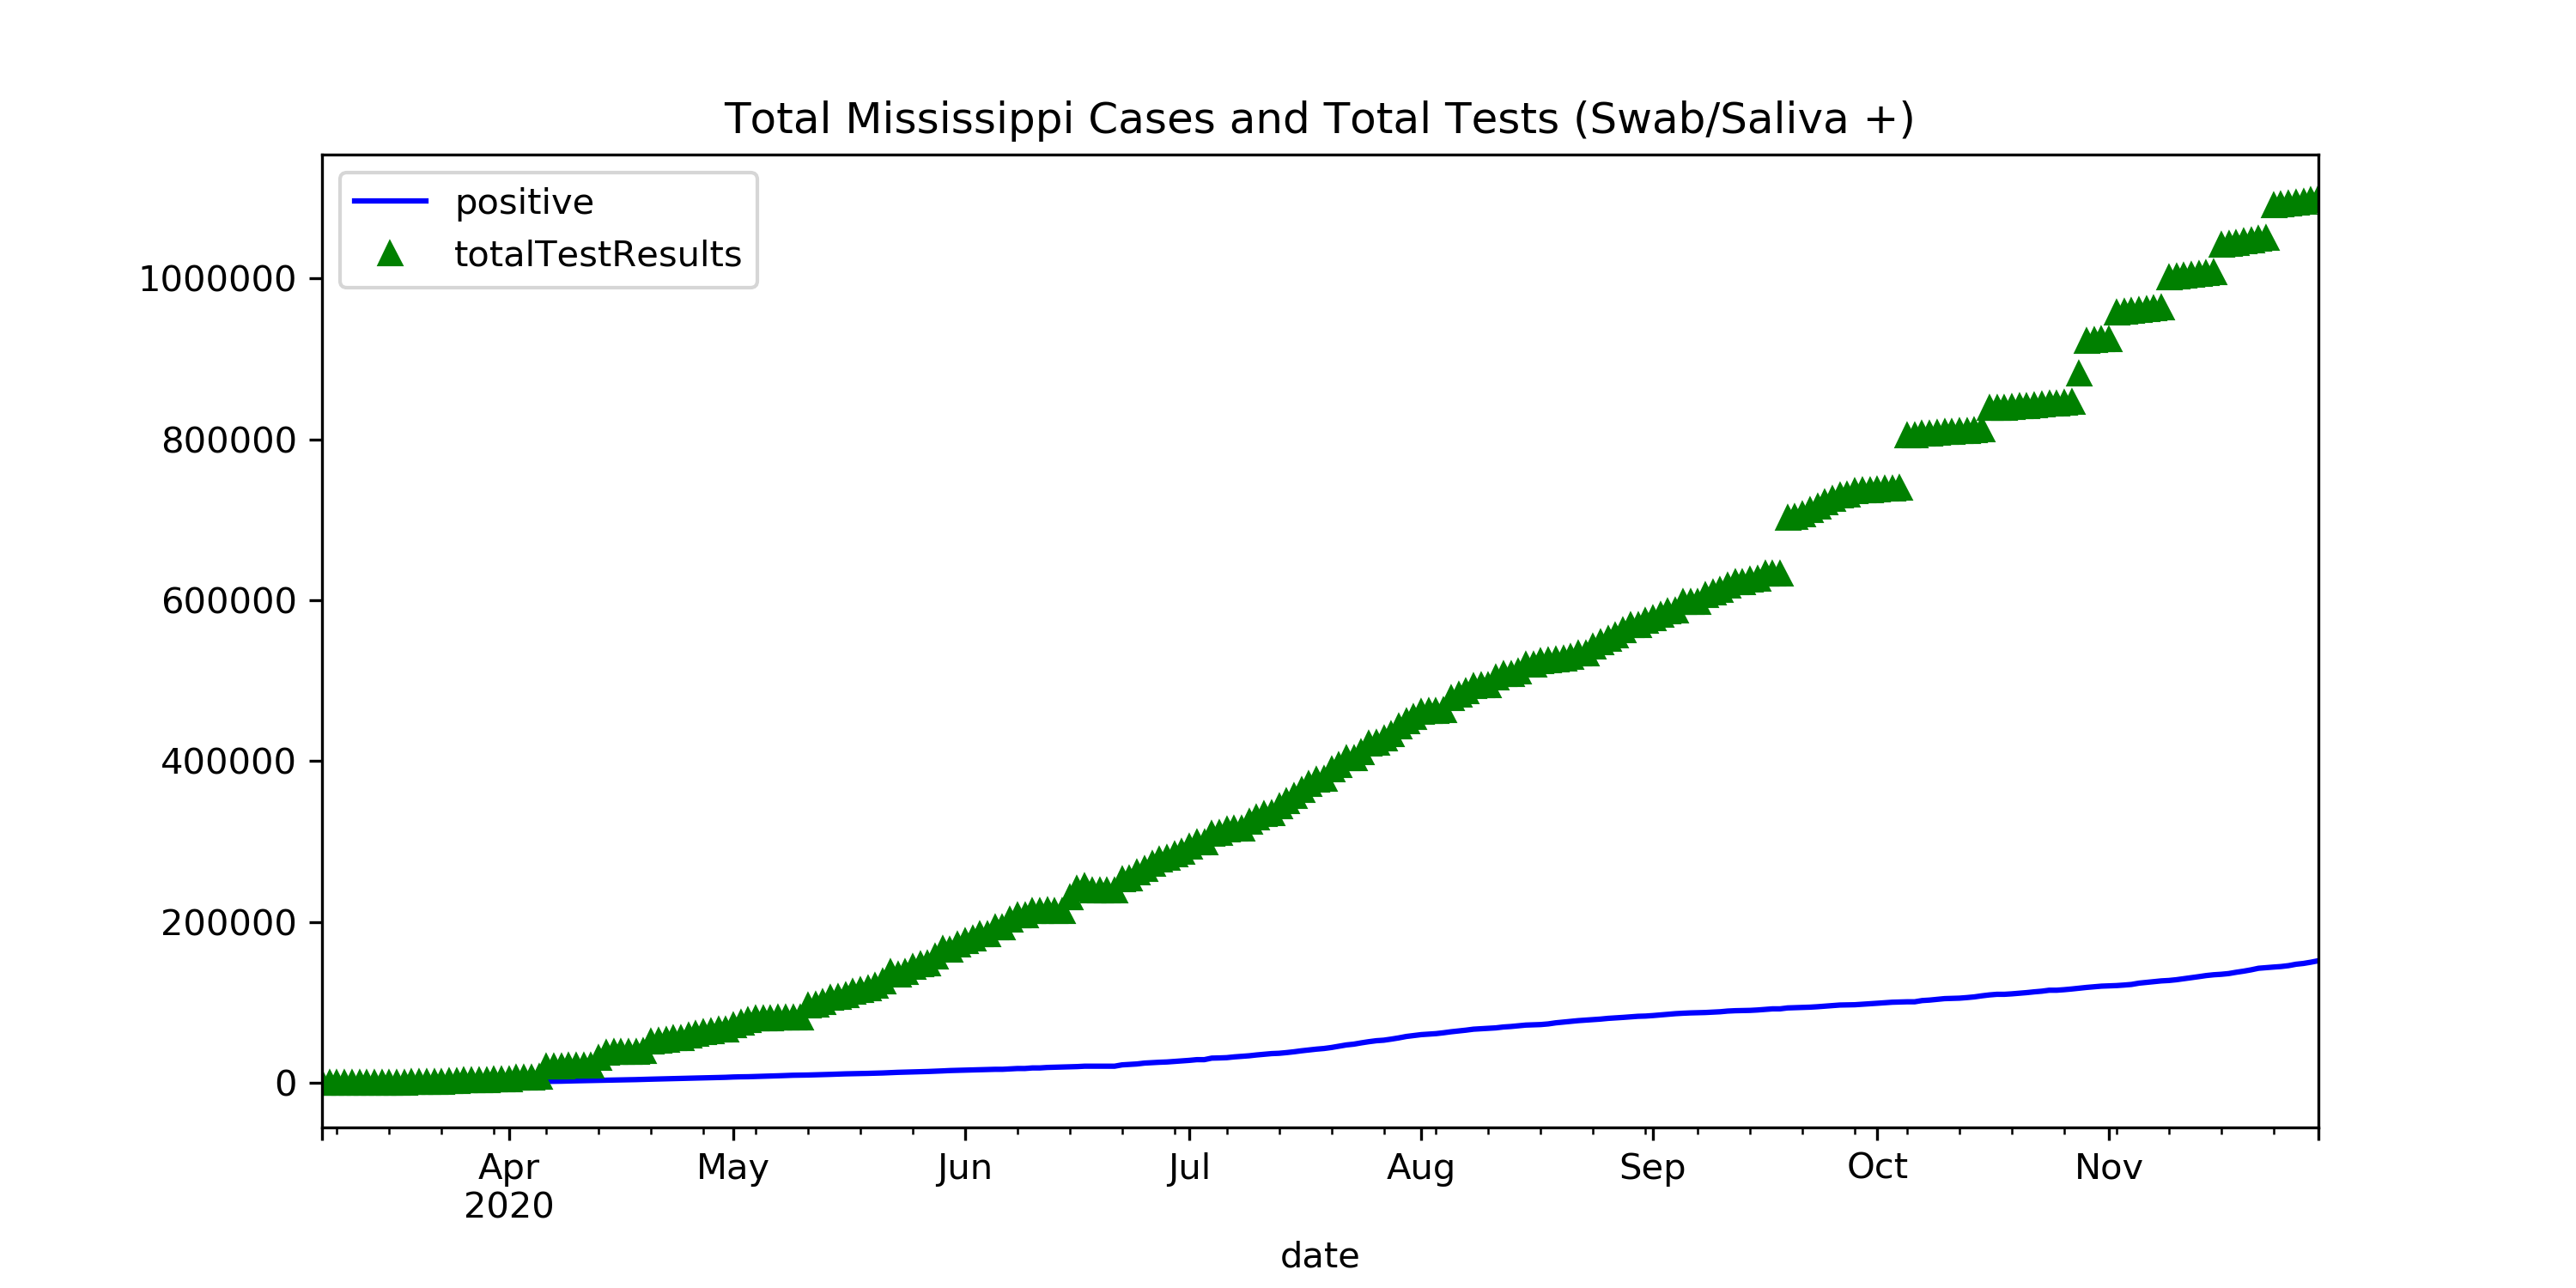 Total Mississippi Cases and Total Tests (Swab/Saliva +)
positive
totalTestResults
1000000
800000
600000
400000
200000
0
Apr May Jun Jul Aug Sep Oct Nov
2020
date